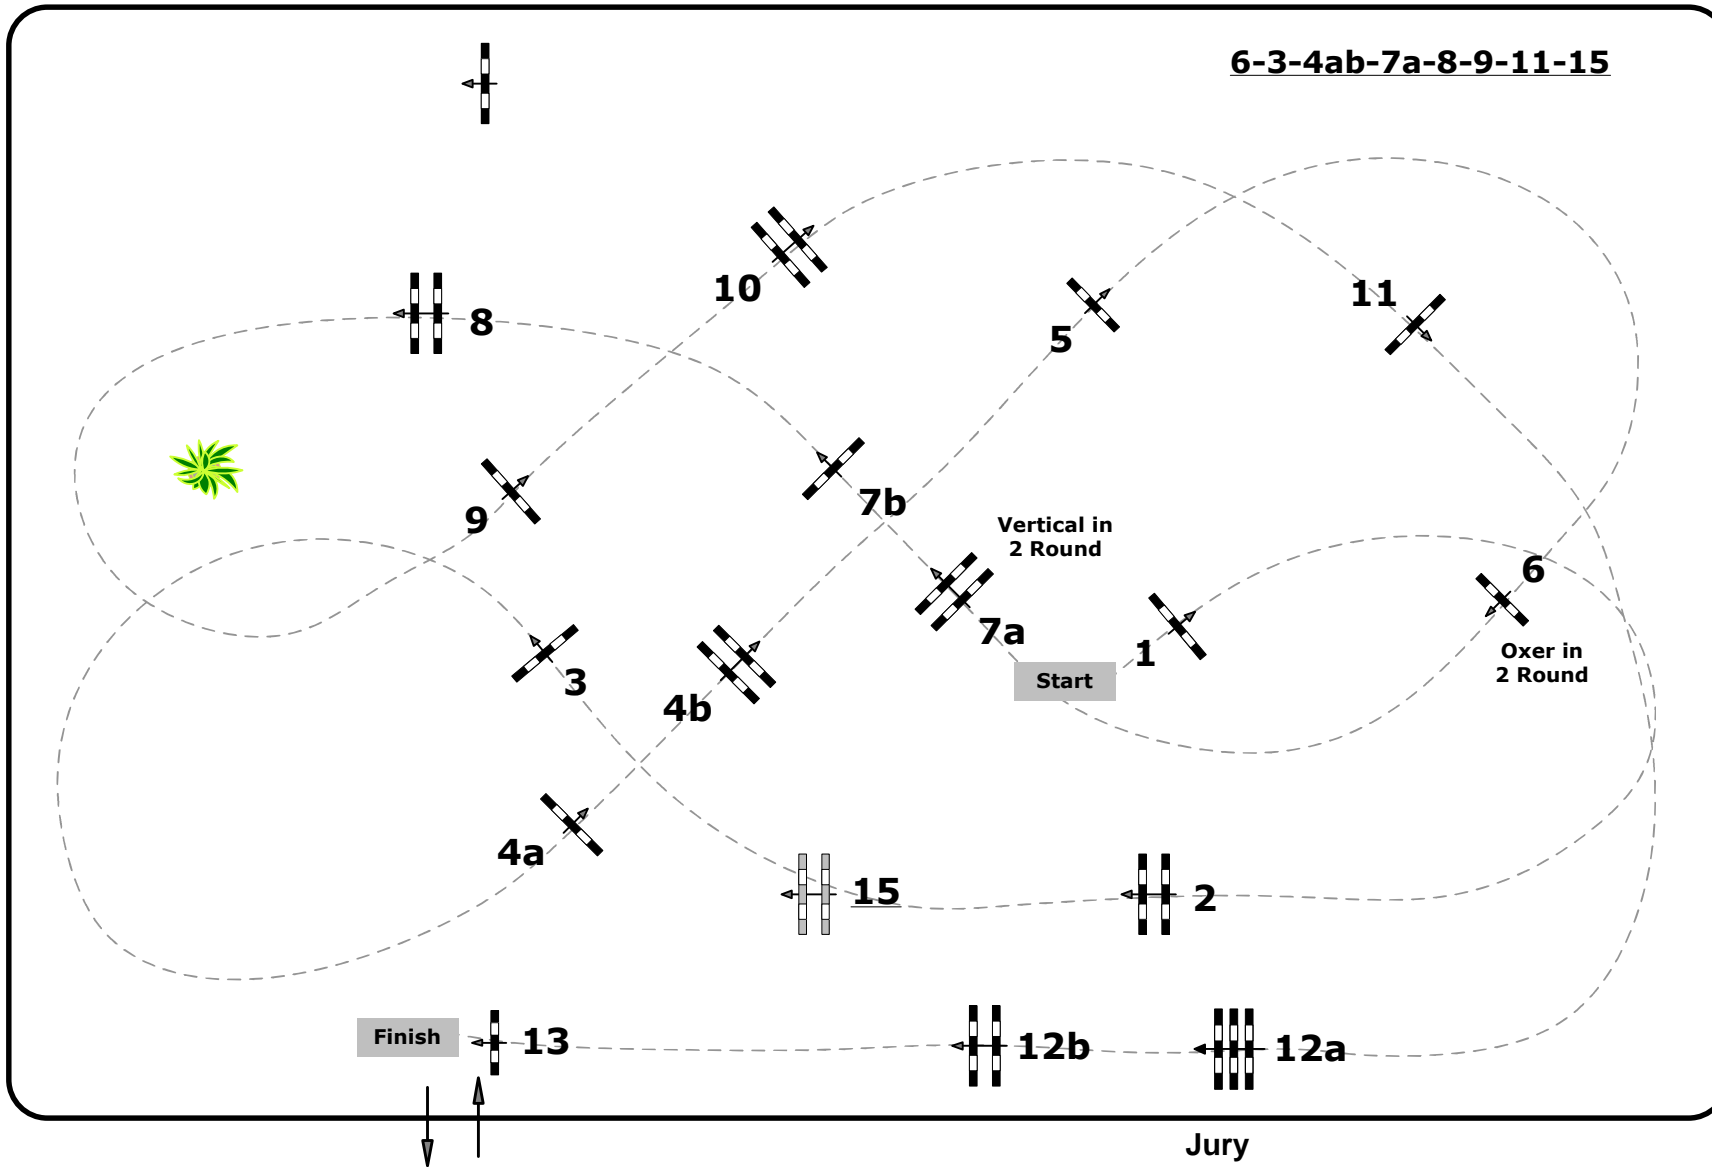 6-3-4ab-7a-8-9-11-15
10
11
8
5
7b
9
Vertical in
2 Round
6
7a
1
Oxer in
2 Round
3
Start
4b
4a
15
2
Finish
13
12b
12a
Jury